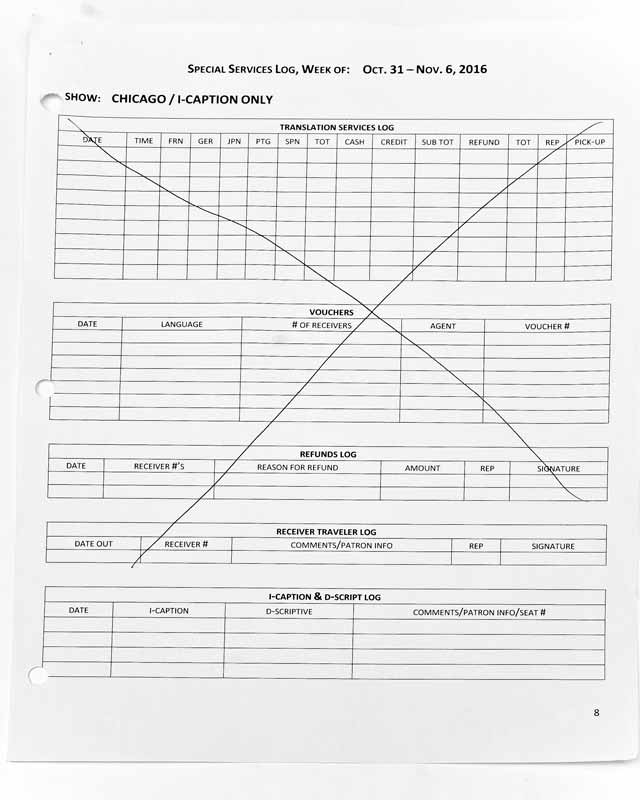 SPECIAL SERVICES LOG, WEEK OF: OCT. 31 – NOV. 6, 2016
SHOW: CHICAGO / I-CAPTION ONLY
TRANSLATION SERVICES LOG
DATE TIME FRN GER JPN PTG SPN TOT CASH CREDIT SUB TOT REFUND TOT REP PICK-UP
VOUCHERS
DATE LANGUAGE # OF RECEIVERS AGENT VOUCHER #
REFUNDS LOG
DATE RECEIVER #'S REASON FOR REFUND AMOUNT REP SIGNATURE
RECEIVER TRAVELER LOG
DATE OUT RECEIVER # COMMENTS/PATRON INFO REP SIGNATURE
I-CAPTION & D-SCRIPT LOG
DATE I-CAPTION D-SCRIPTIVE COMMENTS/PATRON INFO/SEAT #
8